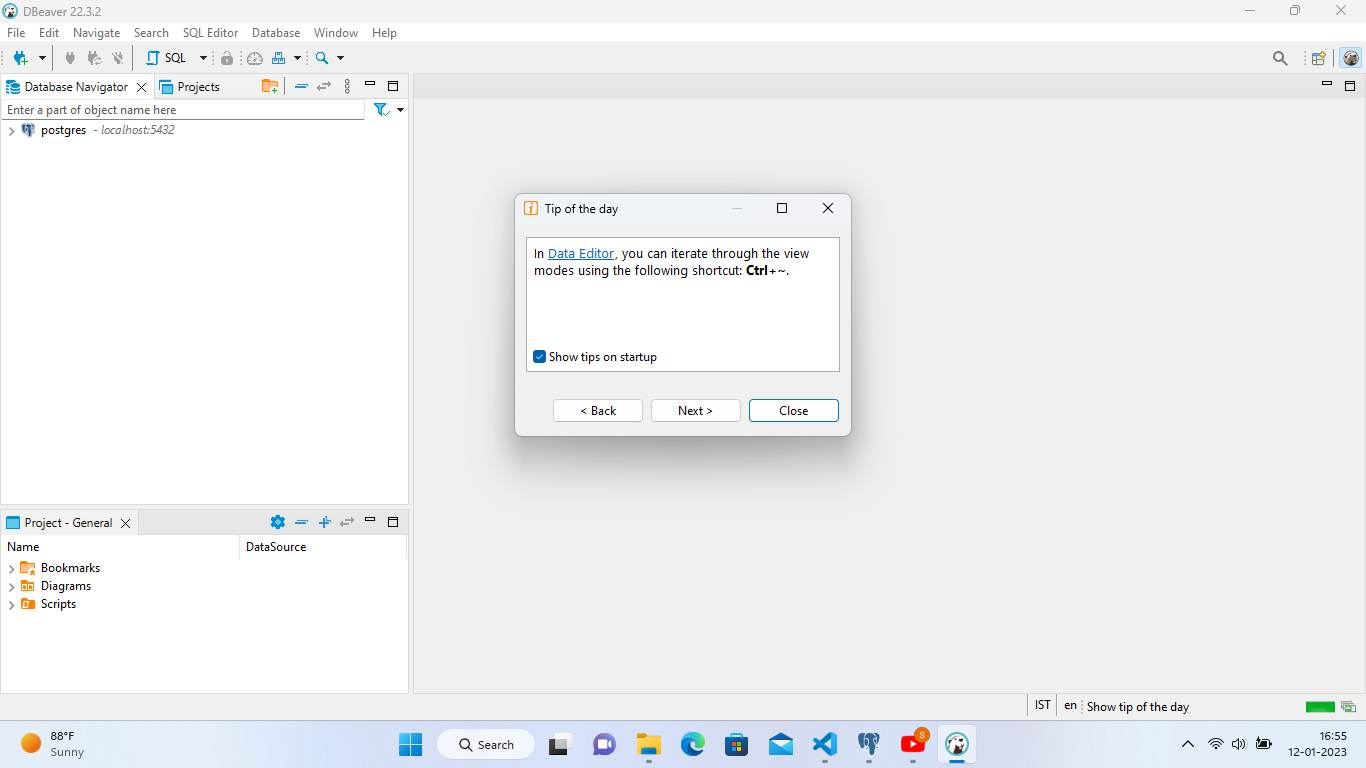 DBeaver 22.3.2
File Edit Navigate Search SQL Editor Database Window Help
SQL
Database Navigator Projects
Enter a part of object name here
postgres - localhost:5432
Tip of the day
In Data Editor, you can iterate through the view
modes using the following shortcut: Ctrl+~.
Show tips on startup
< Back Next > Close
Project - General
Name DataSource
Bookmarks
Diagrams
Scripts
IST en Show tip of the day
88°F
Sunny
Search
S
16:55
12-01-2023